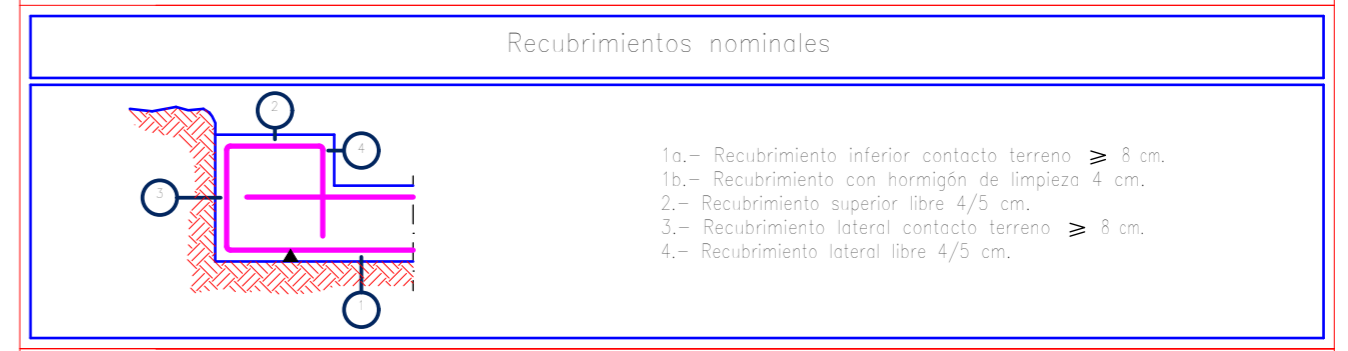 Recubrimientos nominales
2
4
3
1
1a.- Recubrimiento inferior contacto terreno ⩾ 8 cm.
1b.- Recubrimiento con hormigón de limpieza 4 cm.
2.- Recubrimiento superior libre 4/5 cm.
3.- Recubrimiento lateral contacto terreno ⩾ 8 cm.
4.- Recubrimiento lateral libre 4/5 cm.